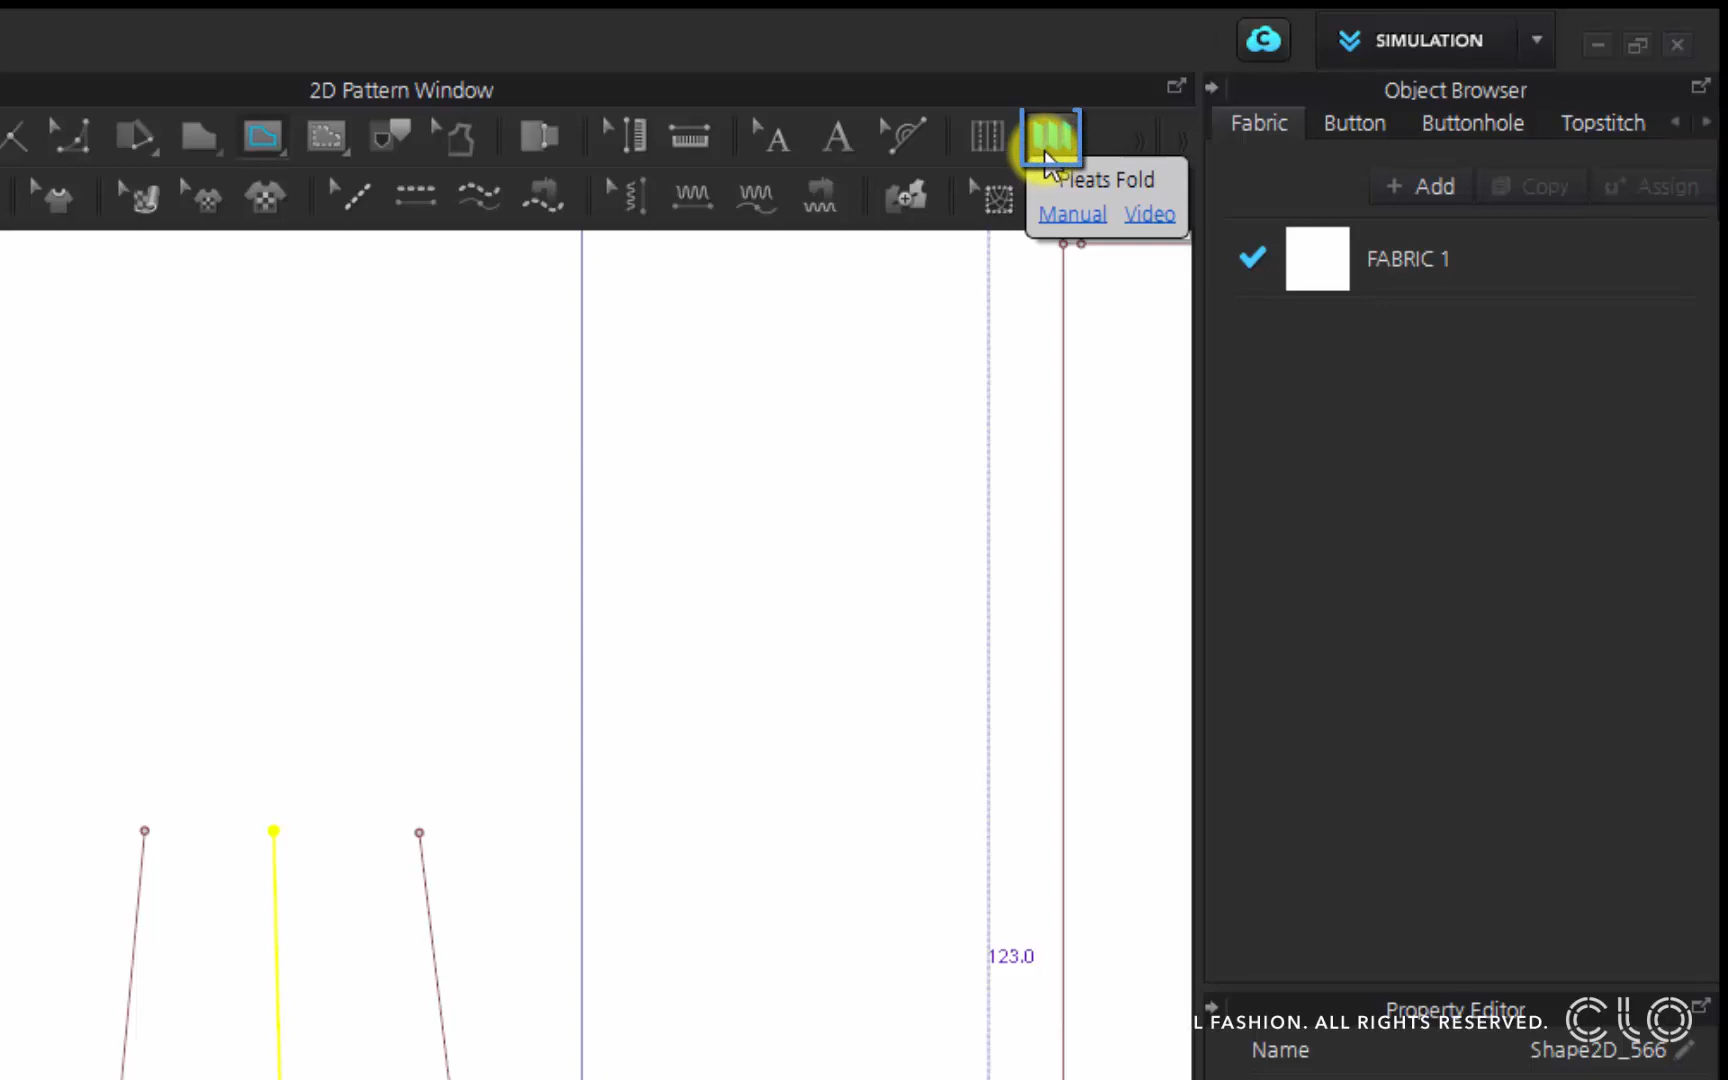 SIMULATION
2D Pattern Window
Object Browser
Fabric Button Buttonhole Topstitch
A A
Pleats Fold
Manual Video
+ Add Copy Assign
FABRIC 1
123.0
Property Editor
L FASHION. ALL RIGHTS RESERVED. CLO
Name Shape2D_566